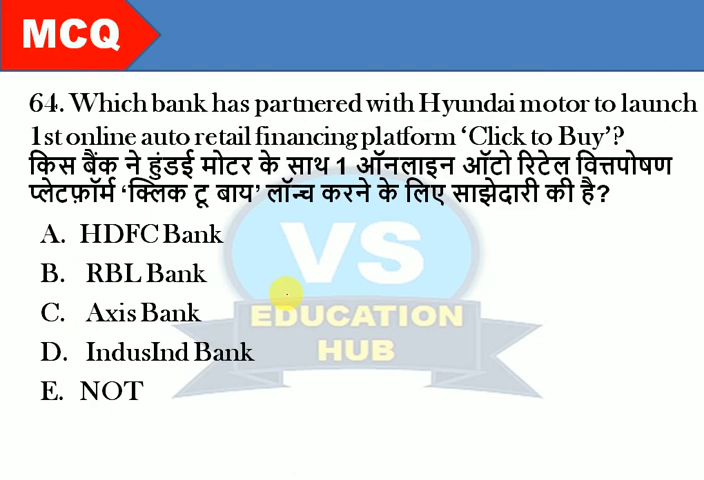 MCQ
64. Which bank has partnered with Hyundai motor to launch
1st online auto retail financing platform ‘Click to Buy’?
किस बैंक ने हुंडई मोटर के साथ 1 ऑनलाइन ऑटो रिटेल वित्तपोषण
प्लेटफ़ॉर्म ‘क्लिक टू बाय’ लॉन्च करने के लिए साझेदारी की है?
A. HDFC Bank
B. RBL Bank
C. Axis Bank
D. IndusInd Bank
E. NOT
VS
EDUCATION
HUB